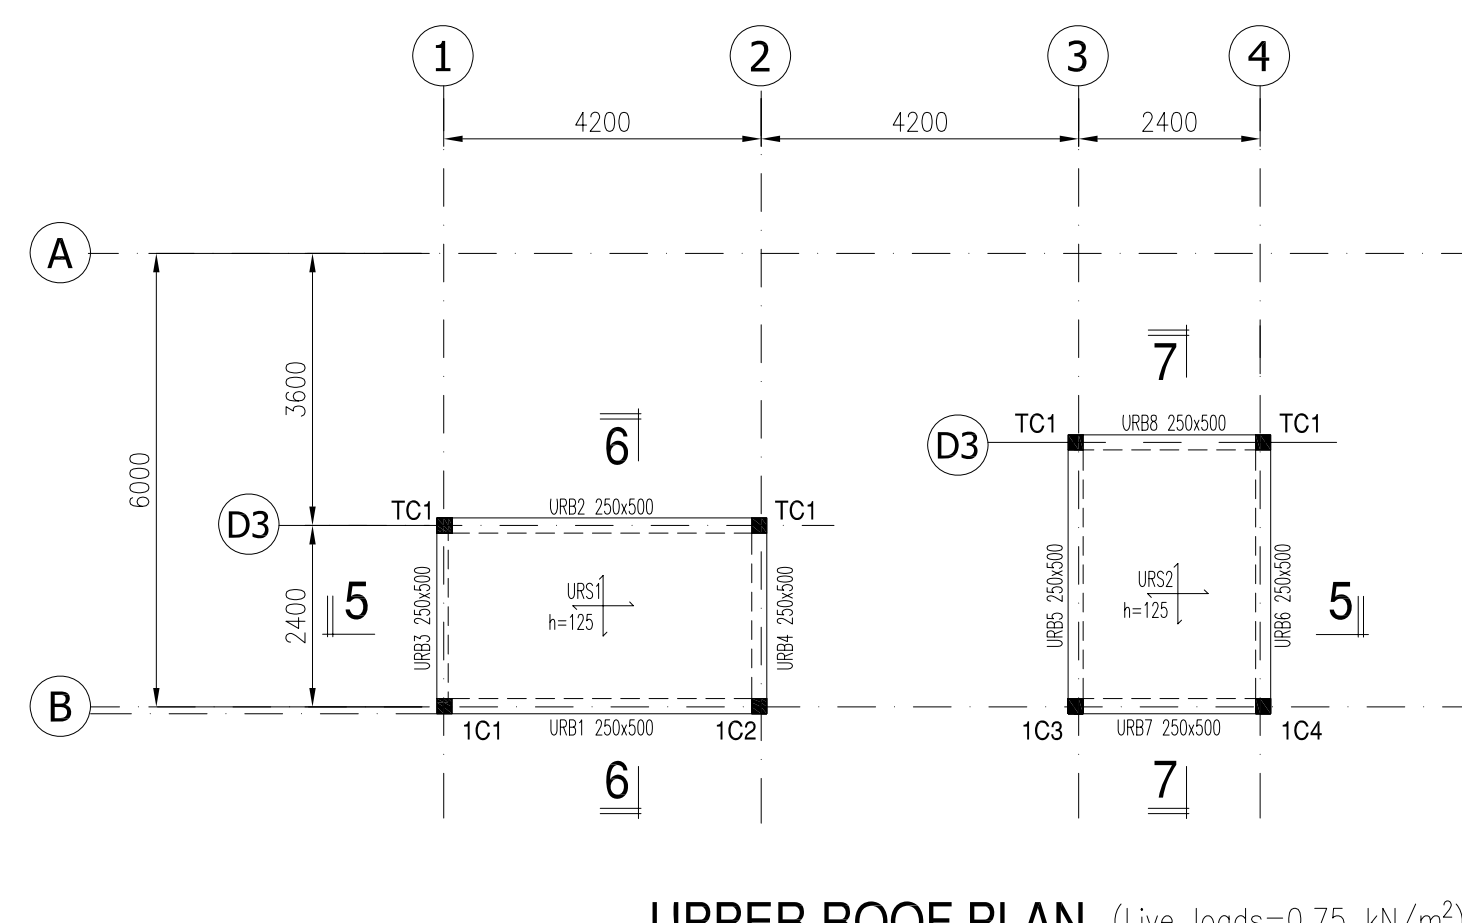 1 2 3 4
4200 4200 2400
A
7
3600
6
6000
TC1 URB8 250x500 TC1
D3
TC1 URB2 250x500 TC1
D3
URB3 250x500
5
2400
URS1
h=125
URB4 250x500
URB5 250x500
URS2
h=125
URB6 250x500
5
B
1C1 URB1 250x500 1C2
1C3 URB7 250x500 1C4
6
7
UPPER ROOF PLAN (Live loads=0.75 kN/m²)